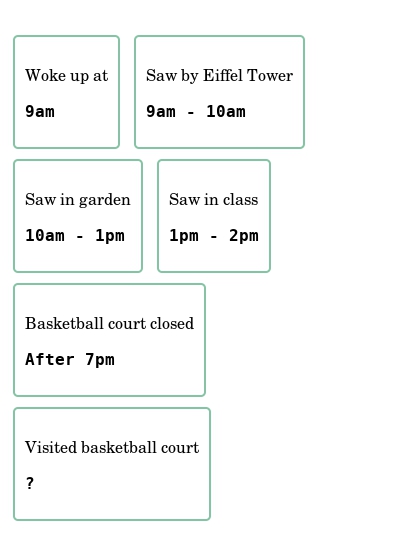 Woke up at
9am
Saw by Eiffel Tower
9am - 10am
Saw in garden
10am - 1pm
Saw in class
1pm - 2pm
Basketball court closed
After 7pm
Visited basketball court
?